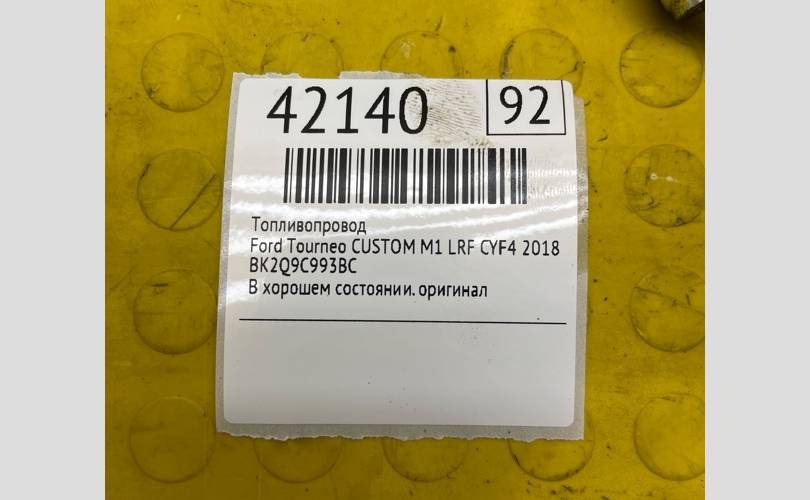 42140 92
Топливопровод
Ford Tourneo CUSTOM M1 LRF CYF4 2018
BK2Q9C993BC
В хорошем состоянии. оригинал